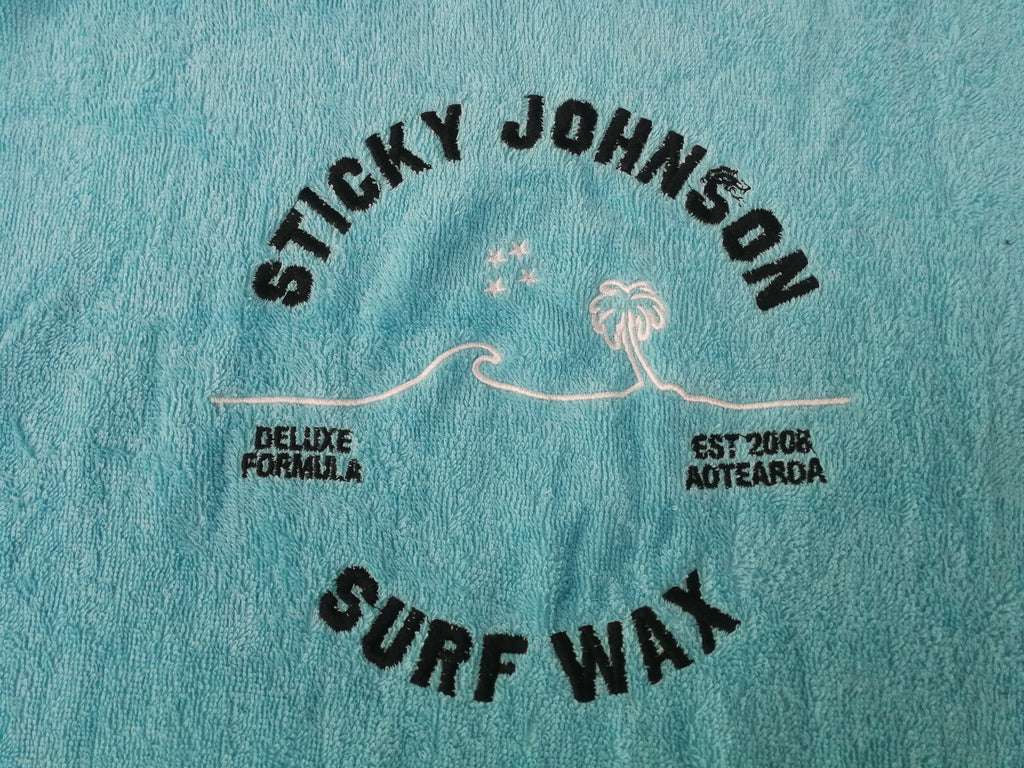 STICKY JOHNSON
DELUXE
FORMULA
EST 2008
AOTEAROA
SURF WAX